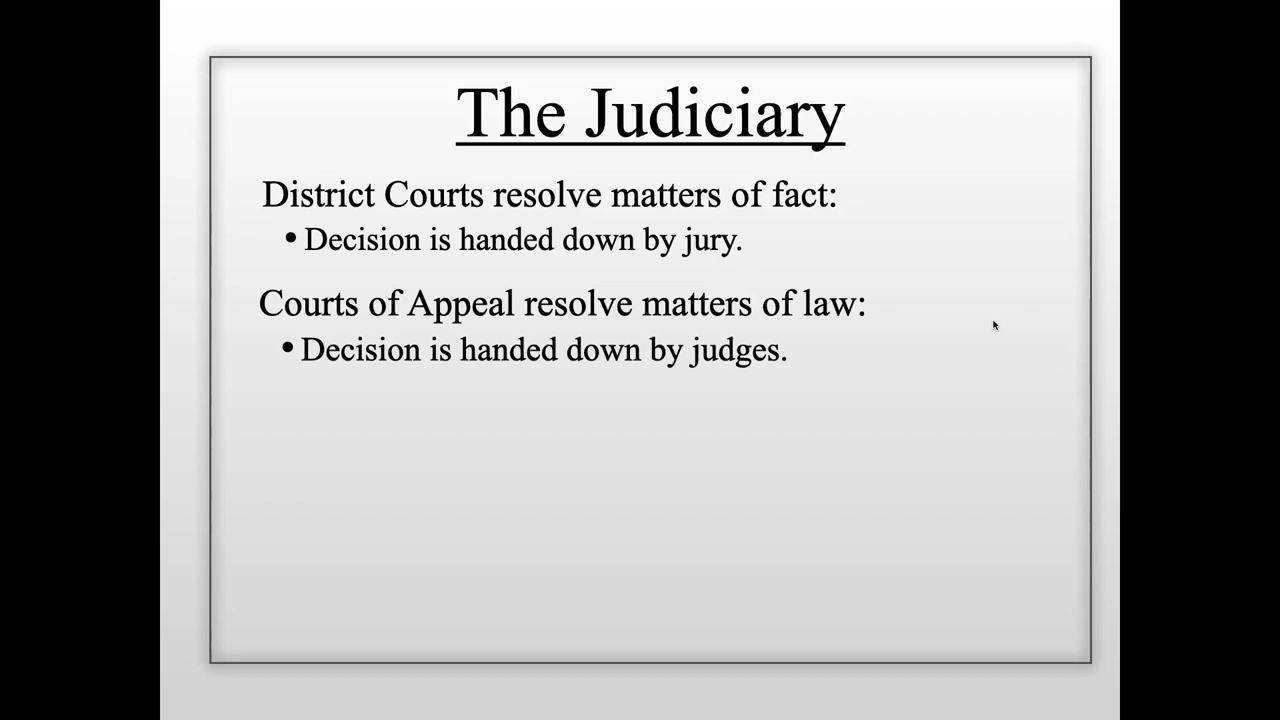 The Judiciary
District Courts resolve matters of fact:
• Decision is handed down by jury.
Courts of Appeal resolve matters of law:
• Decision is handed down by judges.